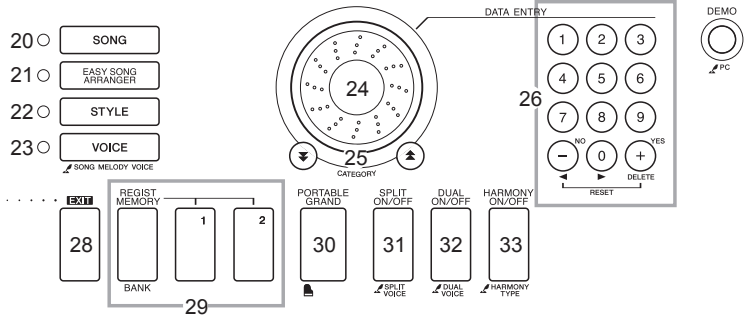 DATA ENTRY
DEMO
20 SONG
1 2 3
PC
21 EASY SONG
ARRANGER
24
4 5 6
26
22 STYLE
7 8 9
23 VOICE
SONG MELODY VOICE
25
CATEGORY
NO
YES
- 0 +
DELETE
RESET
EXIT
REGIST
MEMORY
1
2
PORTABLE
GRAND
SPLIT
ON/OFF
DUAL
ON/OFF
HARMONY
ON/OFF
28
30
31
32
33
BANK
29
SPLIT
VOICE
DUAL
VOICE
HARMONY
TYPE